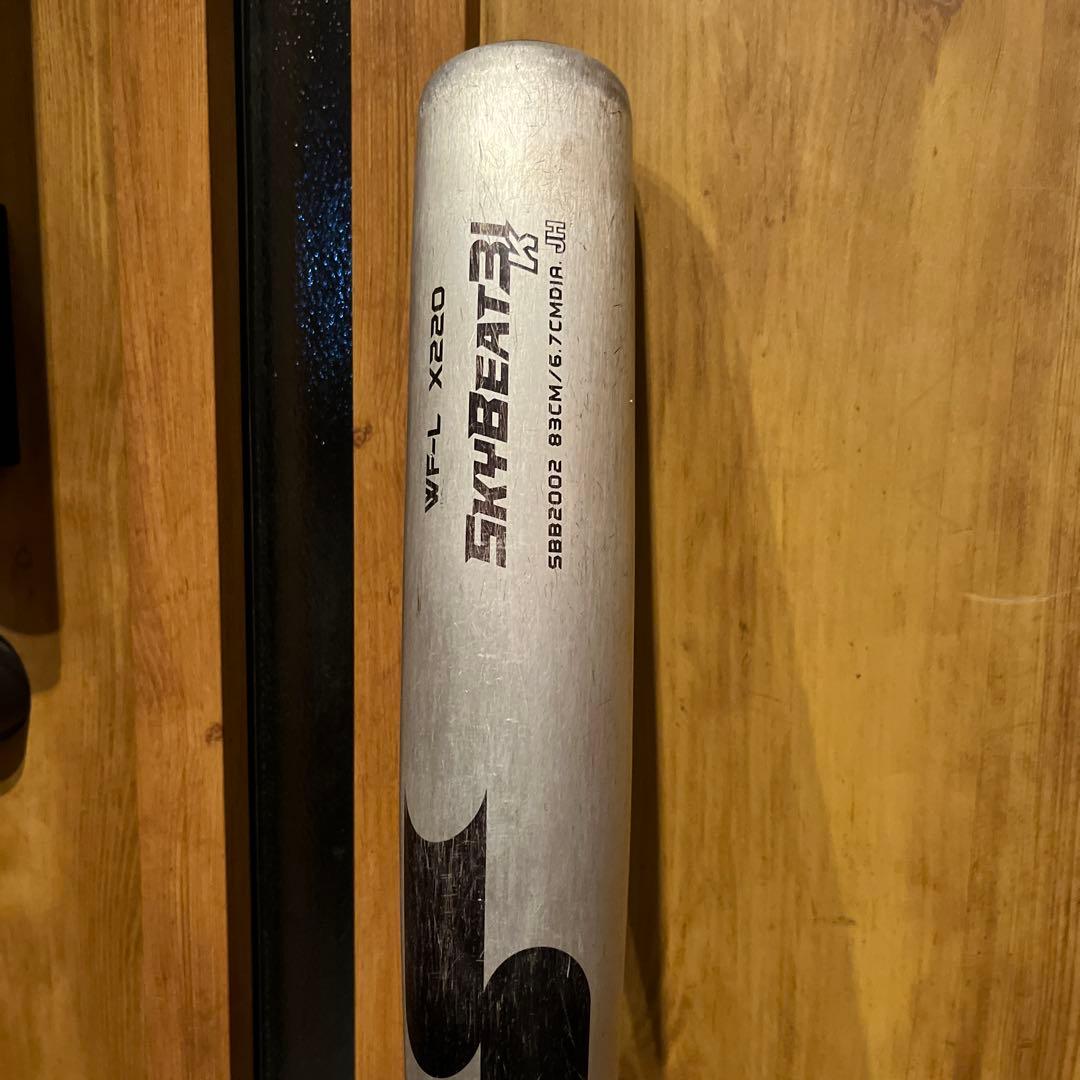 WF-L X220
SKYBEAT31
K
SBB2002 83CM/6.7CMDIA. JH